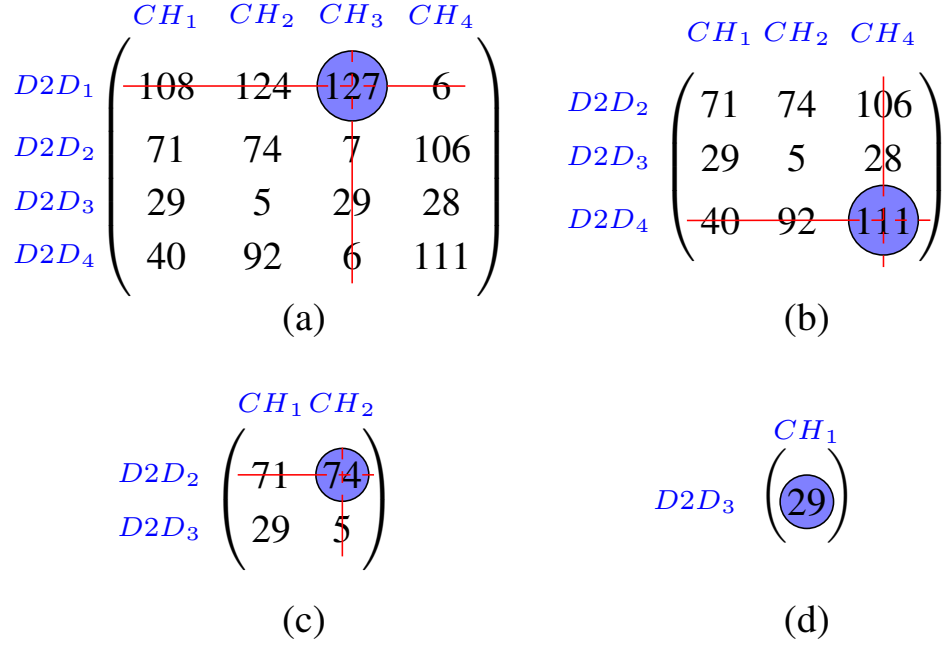 CH₁ CH₂ CH₃ CH₄
D2D₁ 108 124 127 6
D2D₂ 71 74 7 106
D2D₃ 29 5 29 28
D2D₄ 40 92 6 111
(a)
CH₁ CH₂ CH₄
D2D₂ 71 74 106
D2D₃ 29 5 28
D2D₄ 40 92 111
(b)
CH₁ CH₂
D2D₂ 71 74
D2D₃ 29 5
(c)
CH₁
D2D₃ 29
(d)